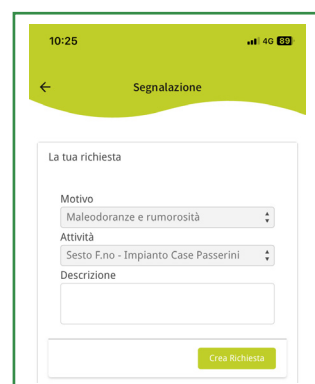 10:25
4G 89
Segnalazione
La tua richiesta
Motivo
Maleodoranze e rumorosità
Attività
Sesto F.no - Impianto Case Passerini
Descrizione
Crea Richiesta